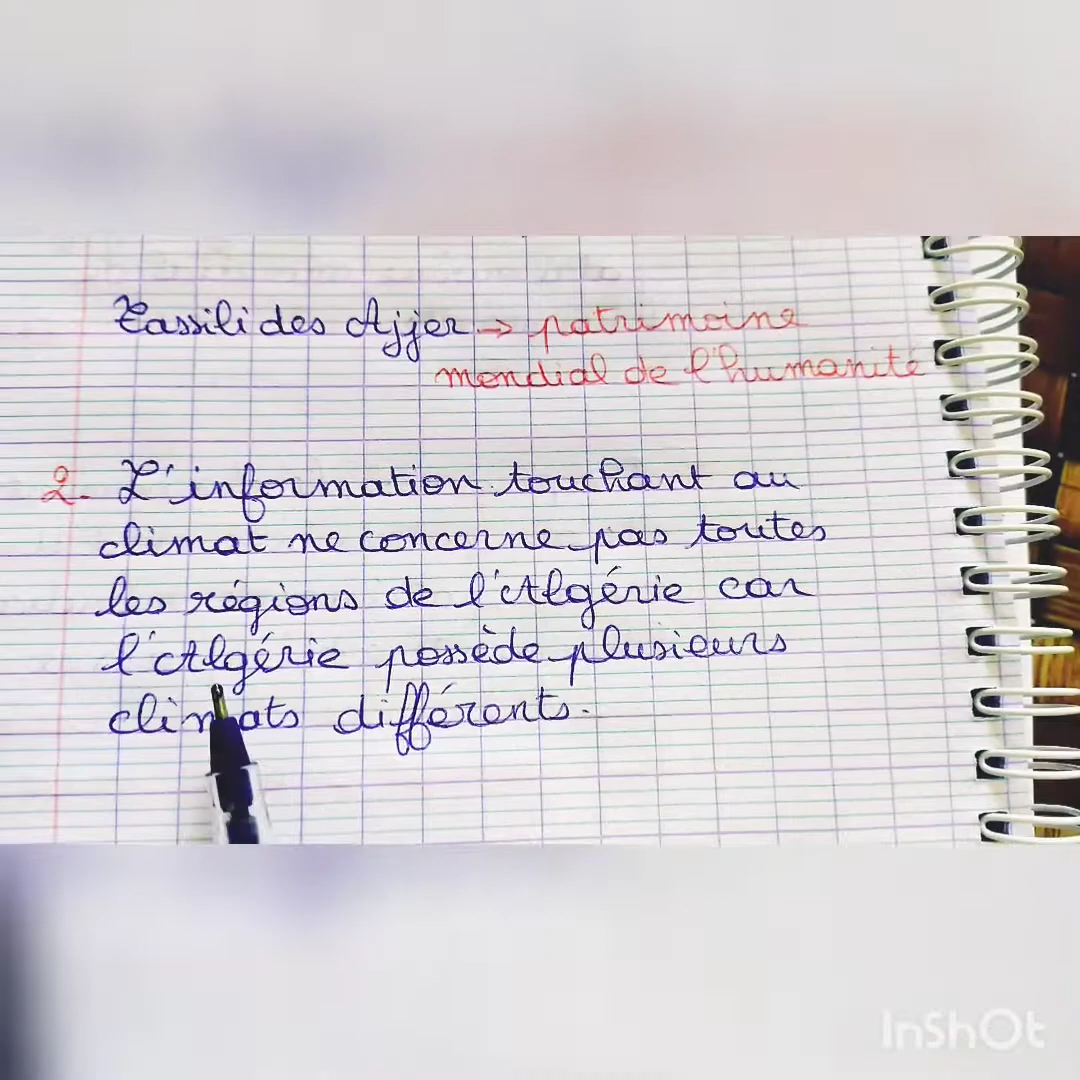 Tassili des Ajjer → patrimoine
mondial de l'humanité
2. L'information touchant au
climat ne concerne pas toutes
les régions de l'Algérie car
l'Algérie possède plusieurs
climats différents.
InShOt